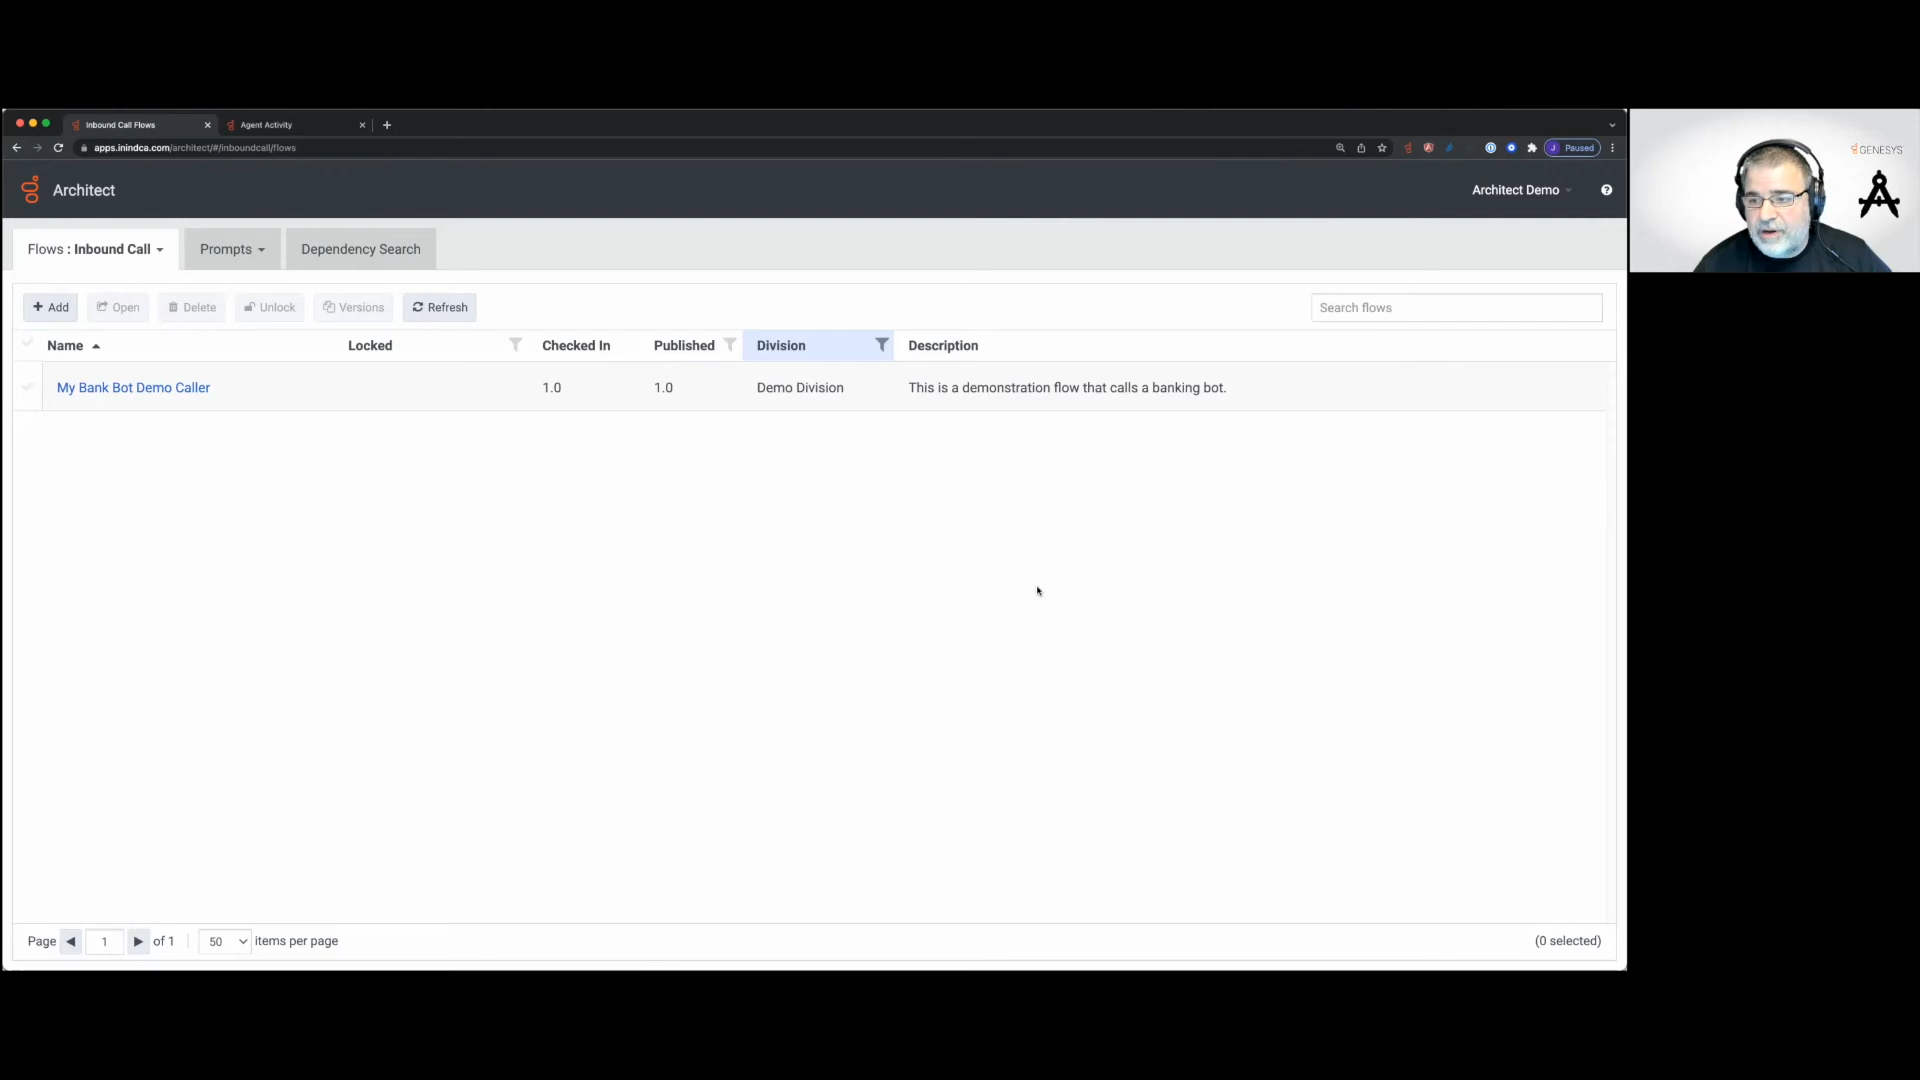 Inbound Call Flows
Agent Activity
apps.inindca.com/architect/#/inboundcall/flows
J Paused
Architect
Architect Demo
GENESYS
Flows : Inbound Call
Prompts
Dependency Search
+ Add
Open
Delete
Unlock
Versions
Refresh
Search flows
Name Locked Checked In Published Division Description
My Bank Bot Demo Caller 1.0 1.0 Demo Division This is a demonstration flow that calls a banking bot.
Page 1 of 1 50 items per page (0 selected)